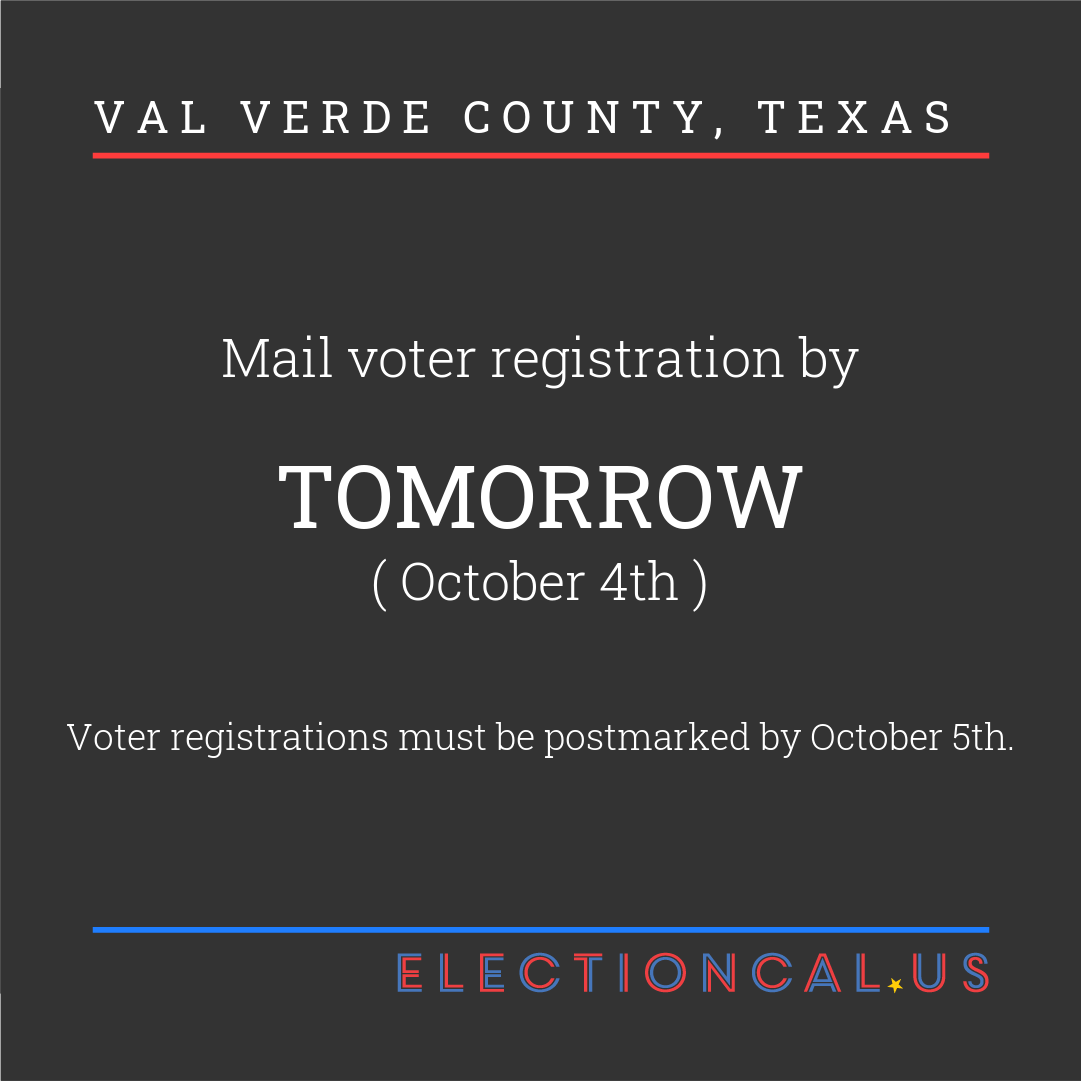 VAL VERDE COUNTY, TEXAS
Mail voter registration by
TOMORROW
( October 4th )
Voter registrations must be postmarked by October 5th.
ELECTIONCAL.US